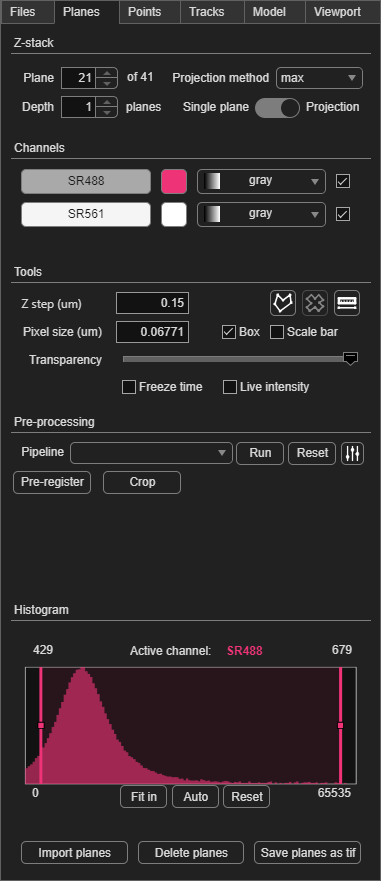 Files Planes Points Tracks Model Viewport
Z-stack
Plane 21 of 41 Projection method max
Depth 1 planes Single plane Projection
Channels
SR488 gray
SR561 gray
Tools
Z step (um) 0.15
Pixel size (um) 0.06771 Box Scale bar
Transparency
Freeze time Live intensity
Pre-processing
Pipeline Run Reset
Pre-register Crop
Histogram
429 Active channel: SR488 679
0 Fit in Auto Reset 65535
Import planes Delete planes Save planes as tif